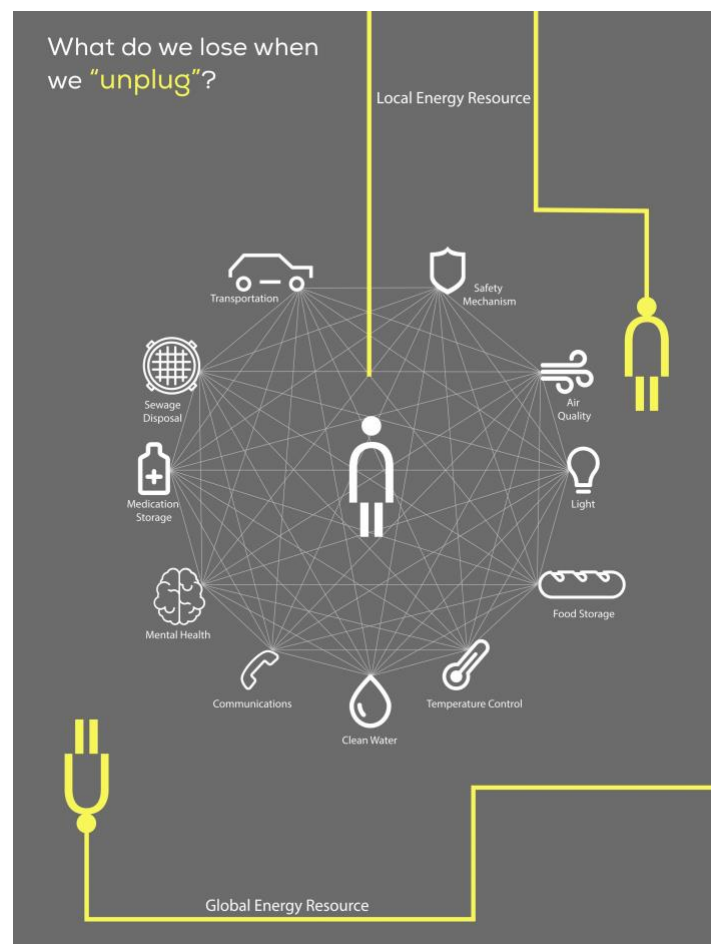 What do we lose when
we “unplug”?
Local Energy Resource
Transportation
Safety
Mechanism
Sewage
Disposal
Air
Quality
Medication
Storage
Light
Mental Health
Food Storage
Communications
Temperature Control
Clean Water
Global Energy Resource